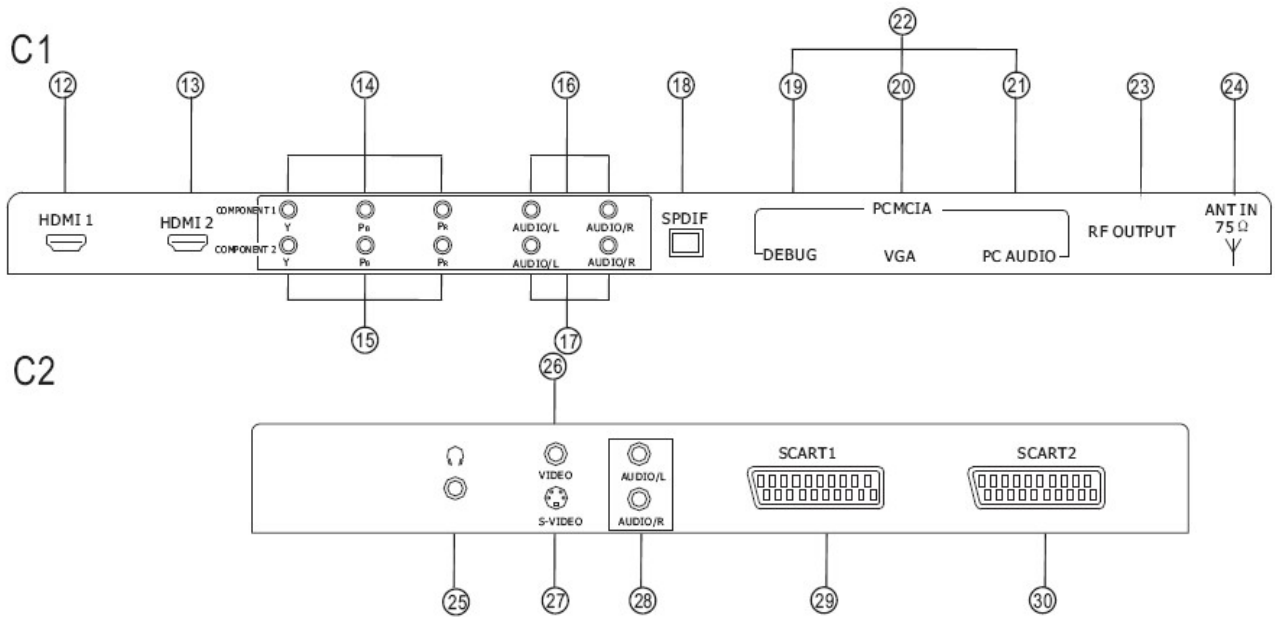 22
C1
12 13 14 16 18 19 20 21 23 24
HDMI 1
HDMI 2
COMPONENT 1
Y PB PR AUDIO/L AUDIO/R
COMPONENT 2
Y PB PR AUDIO/L AUDIO/R
SPDIF
PCMCIA
DEBUG VGA PC AUDIO
RF OUTPUT
ANT IN
75 Ω
15 17
C2
26
VIDEO
S-VIDEO
AUDIO/L
AUDIO/R
SCART1
SCART2
25 27 28 29 30